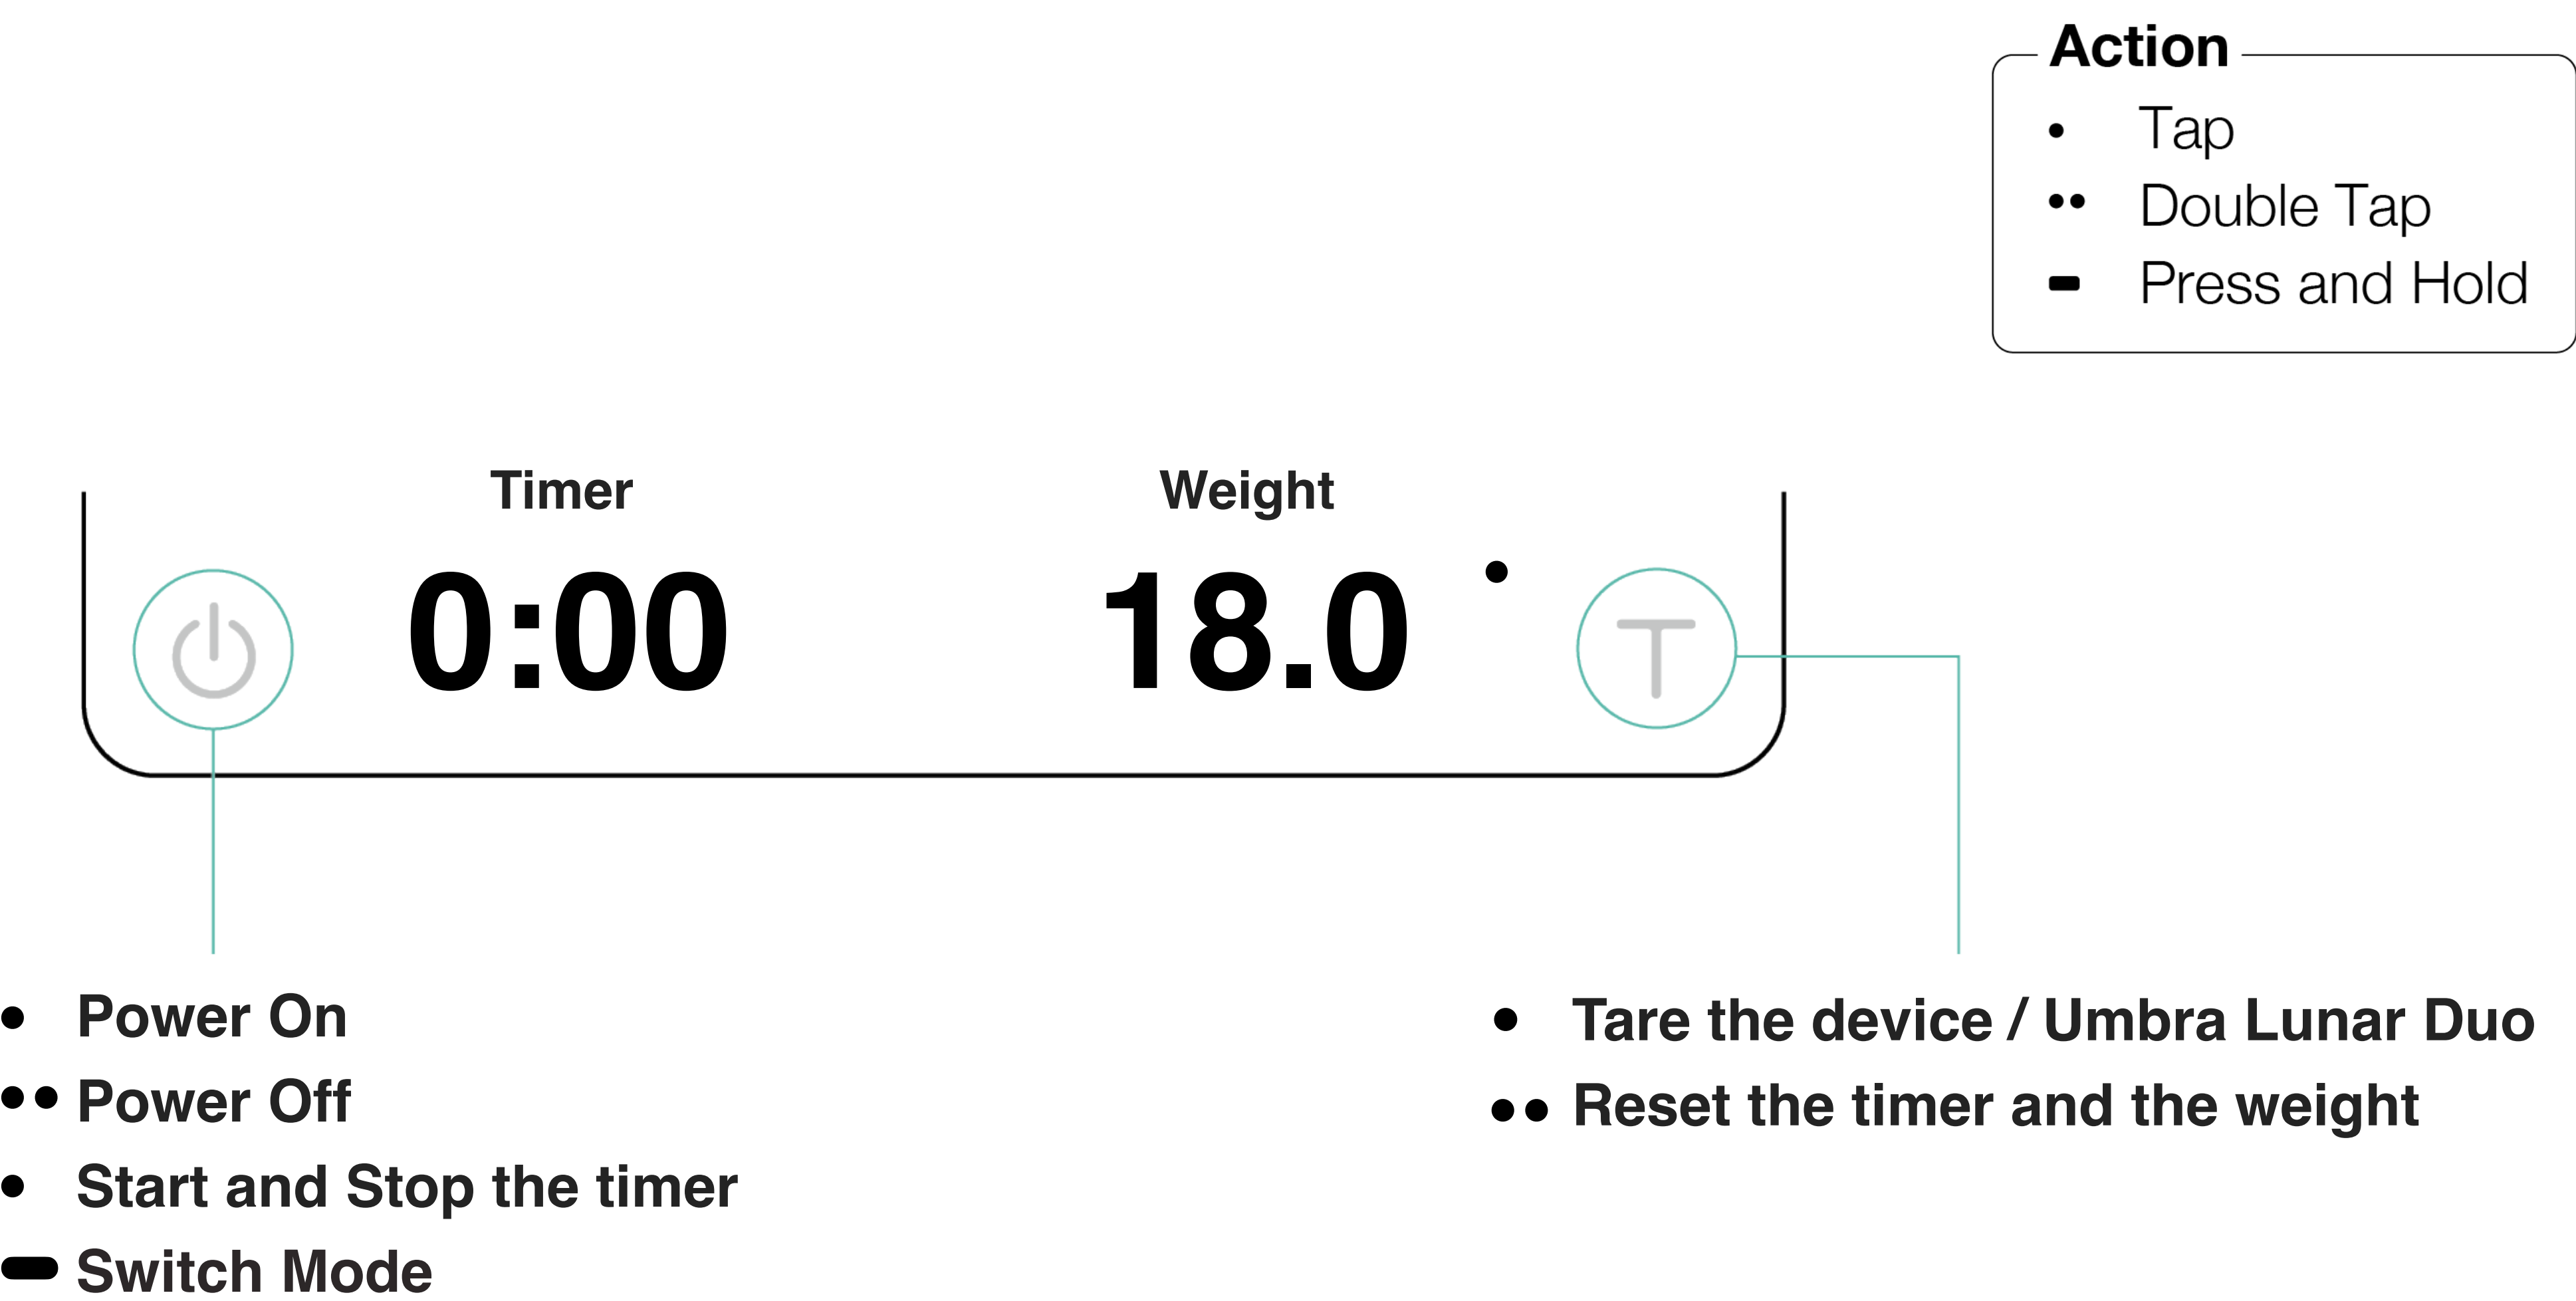 Action
• Tap
•• Double Tap
Press and Hold
Timer
Weight
0:00
18.0
T
• Power On
•• Power Off
• Start and Stop the timer
Switch Mode
• Tare the device / Umbra Lunar Duo
•• Reset the timer and the weight